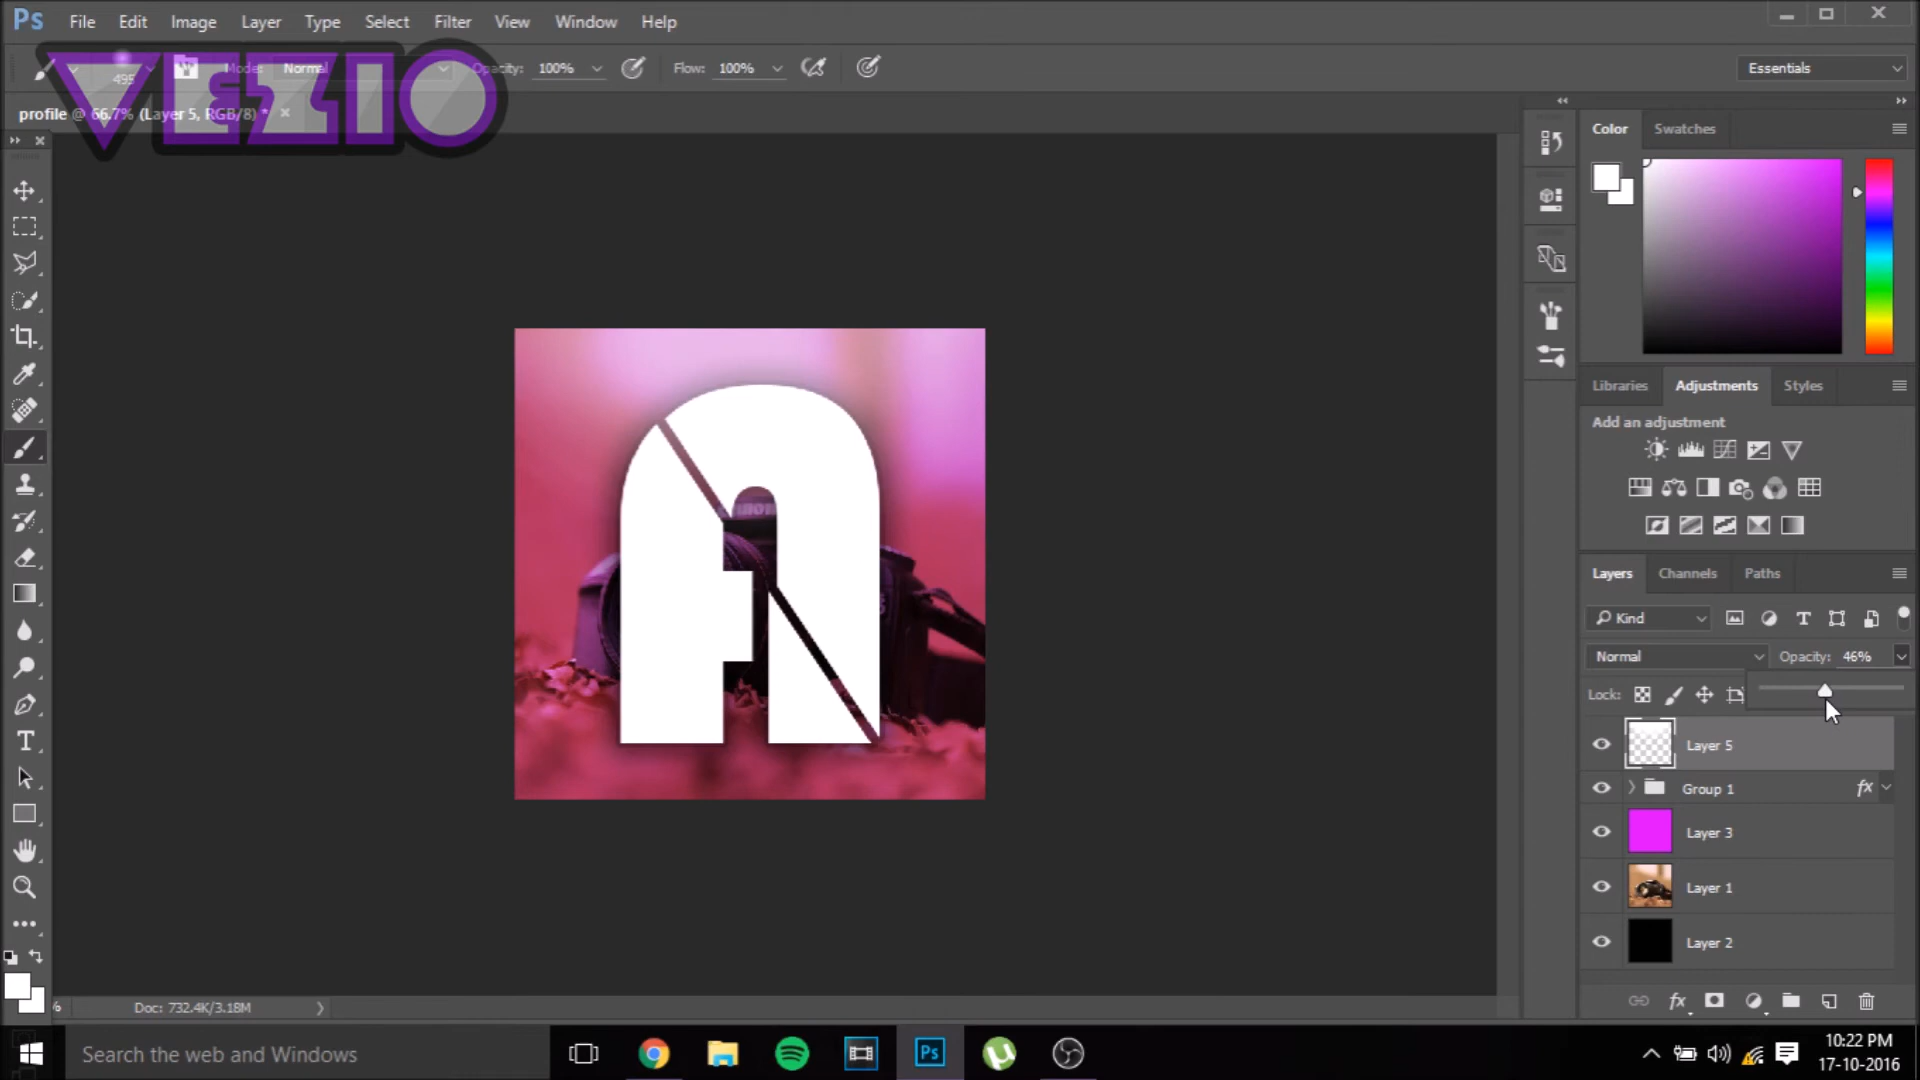 Ps File Edit Image Layer Type Select Filter View Window Help
495 Mode: Normal Opacity: 100% Flow: 100% Essentials
VEZIO
profile @ 66.7% (Layer 5, RGB/8) *
Color Swatches
Libraries Adjustments Styles
Add an adjustment
Canon
Layers Channels Paths
Kind
Normal Opacity: 46%
Lock:
Layer 5
Group 1 fx
Layer 3
Layer 1
Layer 2
% Doc: 732.4K/3.18M
fx
Search the web and Windows
Ps
10:22 PM
17-10-2016